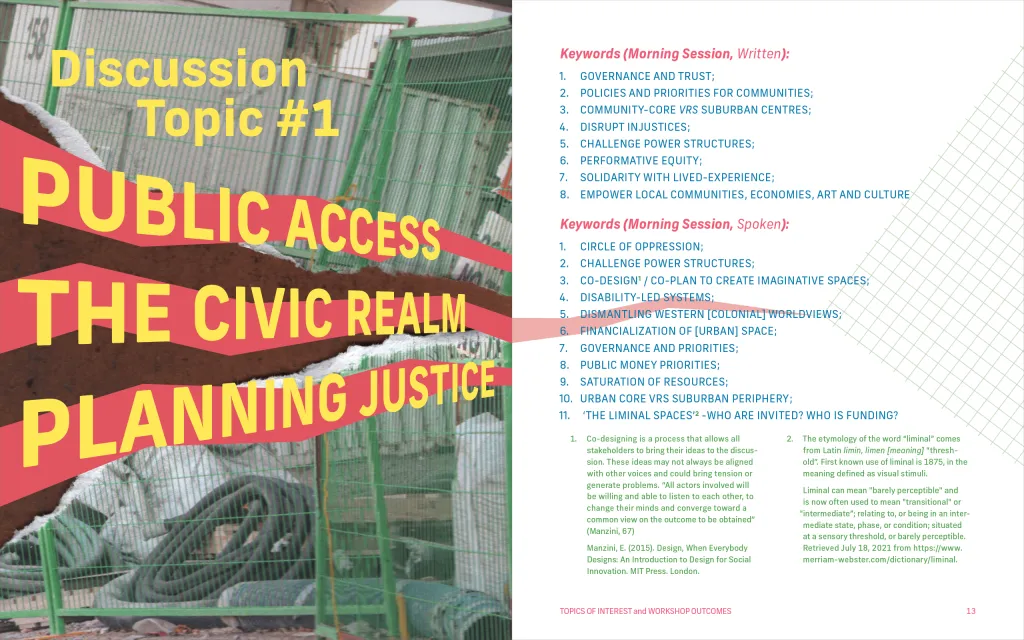 Discussion
Topic #1
PUBLIC ACCESS
THE CIVIC REALM
PLANNING JUSTICE
Keywords (Morning Session, Written):
1. GOVERNANCE AND TRUST;
2. POLICIES AND PRIORITIES FOR COMMUNITIES;
3. COMMUNITY-CORE VRS SUBURBAN CENTRES;
4. DISRUPT INJUSTICES;
5. CHALLENGE POWER STRUCTURES;
6. PERFORMATIVE EQUITY;
7. SOLIDARITY WITH LIVED-EXPERIENCE;
8. EMPOWER LOCAL COMMUNITIES, ECONOMIES, ART AND CULTURE
Keywords (Morning Session, Spoken):
1. CIRCLE OF OPPRESSION;
2. CHALLENGE POWER STRUCTURES;
3. CO-DESIGN¹ / CO-PLAN TO CREATE IMAGINATIVE SPACES;
4. DISABILITY-LED SYSTEMS;
5. DISMANTLING WESTERN [COLONIAL] WORLDVIEWS;
6. FINANCIALIZATION OF [URBAN] SPACE;
7. GOVERNANCE AND PRIORITIES;
8. PUBLIC MONEY PRIORITIES;
9. SATURATION OF RESOURCES;
10. URBAN CORE VRS SUBURBAN PERIPHERY;
11. ‘THE LIMINAL SPACES’² -WHO ARE INVITED? WHO IS FUNDING?
1. Co-designing is a process that allows all
stakeholders to bring their ideas to the discus-
sion. These ideas may not always be aligned
with other voices and could bring tension or
generate problems. "All actors involved will
be willing and able to listen to each other, to
change their minds and converge toward a
common view on the outcome to be obtained"
(Manzini, 67)
Manzini, E. (2015). Design, When Everybody
Designs: An Introduction to Design for Social
Innovation. MIT Press. London.
2. The etymology of the word "liminal" comes
from Latin limin, limen [meaning] "thresh-
old". First known use of liminal is 1875, in the
meaning defined as visual stimuli.
Liminal can mean "barely perceptible" and
is now often used to mean "transitional" or
"intermediate"; relating to, or being in an inter-
mediate state, phase, or condition; situated
at a sensory threshold, or barely perceptible.
Retrieved July 18, 2021 from https://www.
merriam-webster.com/dictionary/liminal.
TOPICS OF INTEREST and WORKSHOP OUTCOMES
13